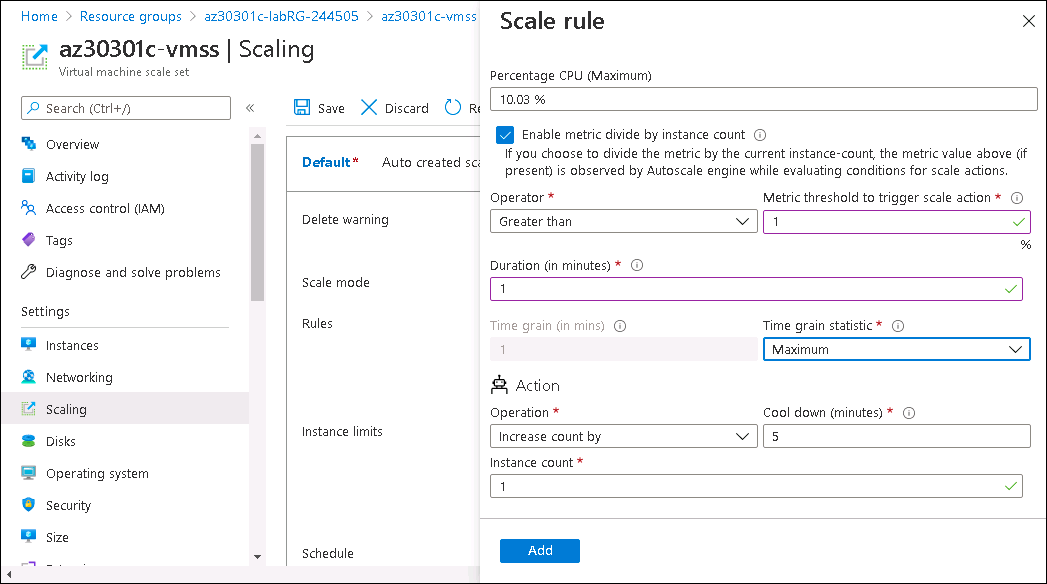 Home > Resource groups > az30301c-labRG-244505 > az30301c-vmss
az30301c-vmss | Scaling
Virtual machine scale set
Search (Ctrl+/)
«
Save
Discard
Overview
Activity log
Access control (IAM)
Tags
Diagnose and solve problems
Settings
Instances
Networking
Scaling
Disks
Operating system
Security
Size
Default*
Auto created sca
Delete warning
Scale mode
Rules
Instance limits
Schedule
Scale rule
Percentage CPU (Maximum)
10.03 %
Enable metric divide by instance count
If you choose to divide the metric by the current instance-count, the metric value above (if
present) is observed by Autoscale engine while evaluating conditions for scale actions.
Operator *
Metric threshold to trigger scale action *
Greater than
1
%
Duration (in minutes) *
1
Time grain (in mins)
Time grain statistic *
1
Maximum
Action
Operation *
Cool down (minutes) *
Increase count by
5
Instance count *
1
Add